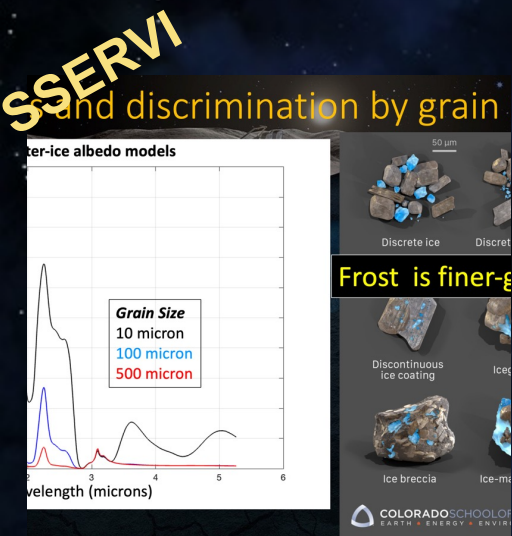 SSERVI
s and discrimination by grain
ter-ice albedo models
Grain Size
10 micron
100 micron
500 micron
2 3 4 5 6
velength (microns)
50 µm
Discrete ice
Discret
Frost is finer-g
Discontinuous
ice coating
Iceg
Ice breccia
Ice-ma
COLORADOSCHOOLOF
EARTH • ENERGY • ENVIR